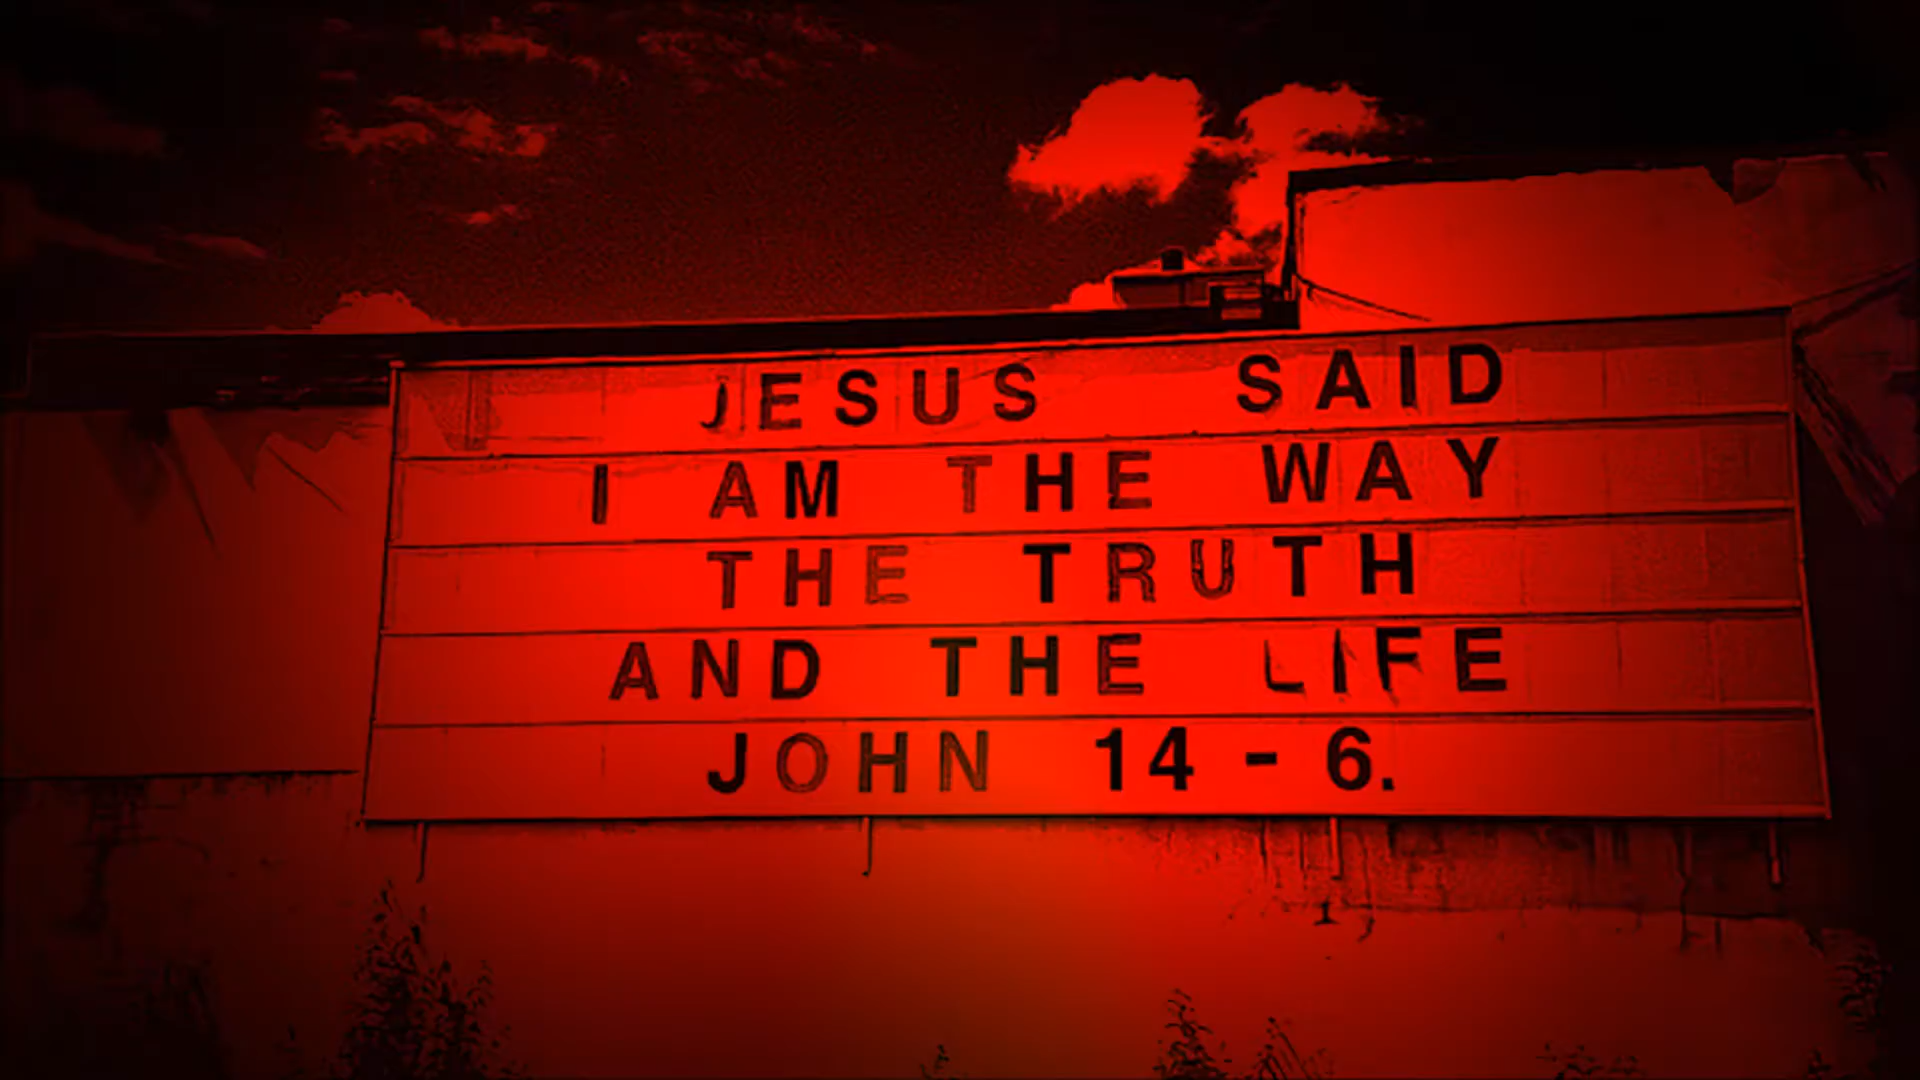 JESUS SAID
I AM THE WAY
THE TRUTH
AND THE LIFE
JOHN 14 - 6.